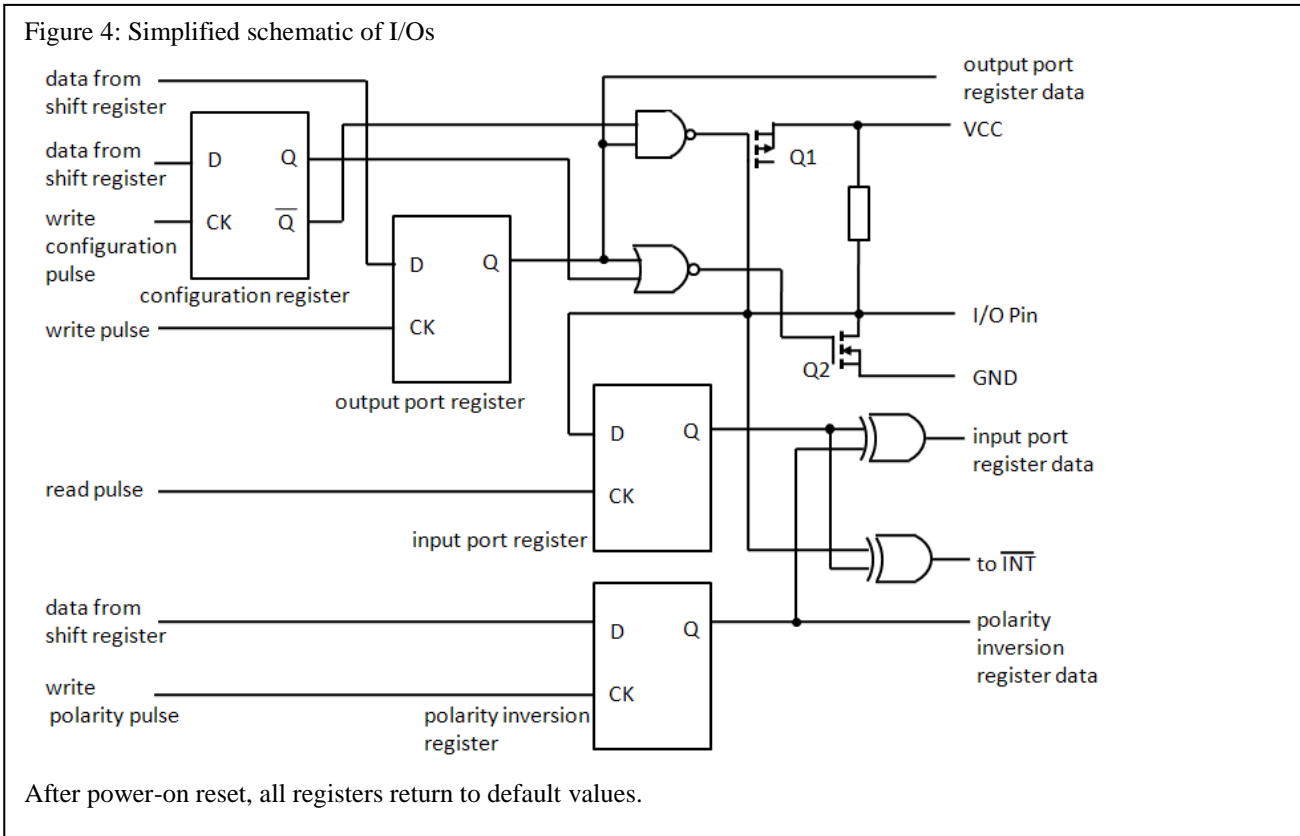 Figure 4: Simplified schematic of I/Os
data from
shift register
output port
register data
data from
shift register
VCC
D
Q
Q1
write
configuration
pulse
CK
Q̅
configuration register
D
Q
write pulse
CK
I/O Pin
Q2
GND
output port register
D
Q
input port
register data
read pulse
CK
input port register
to I̅N̅T̅
data from
shift register
D
Q
polarity
inversion
register data
write
polarity pulse
CK
polarity inversion
register
After power-on reset, all registers return to default values.